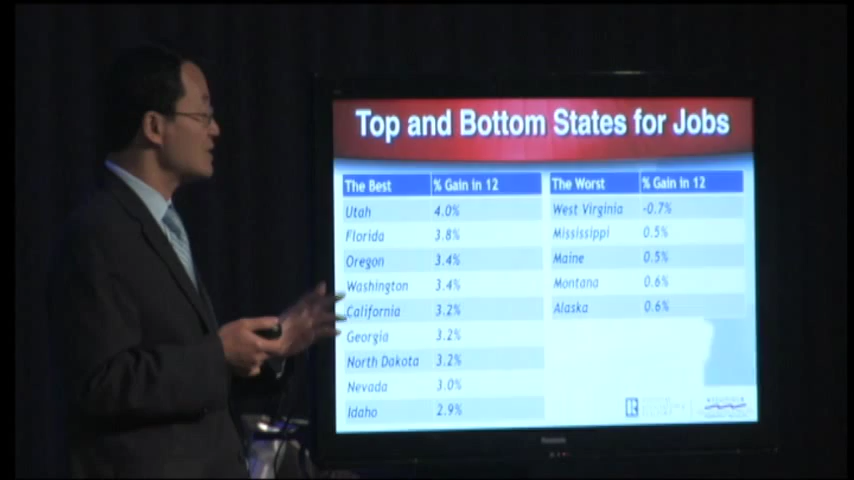 Top and Bottom States for Jobs
The Best % Gain in 12
Utah 4.0%
Florida 3.8%
Oregon 3.4%
Washington 3.4%
California 3.2%
Georgia 3.2%
North Dakota 3.2%
Nevada 3.0%
Idaho 2.9%
The Worst % Gain in 12
West Virginia -0.7%
Mississippi 0.5%
Maine 0.5%
Montana 0.6%
Alaska 0.6%